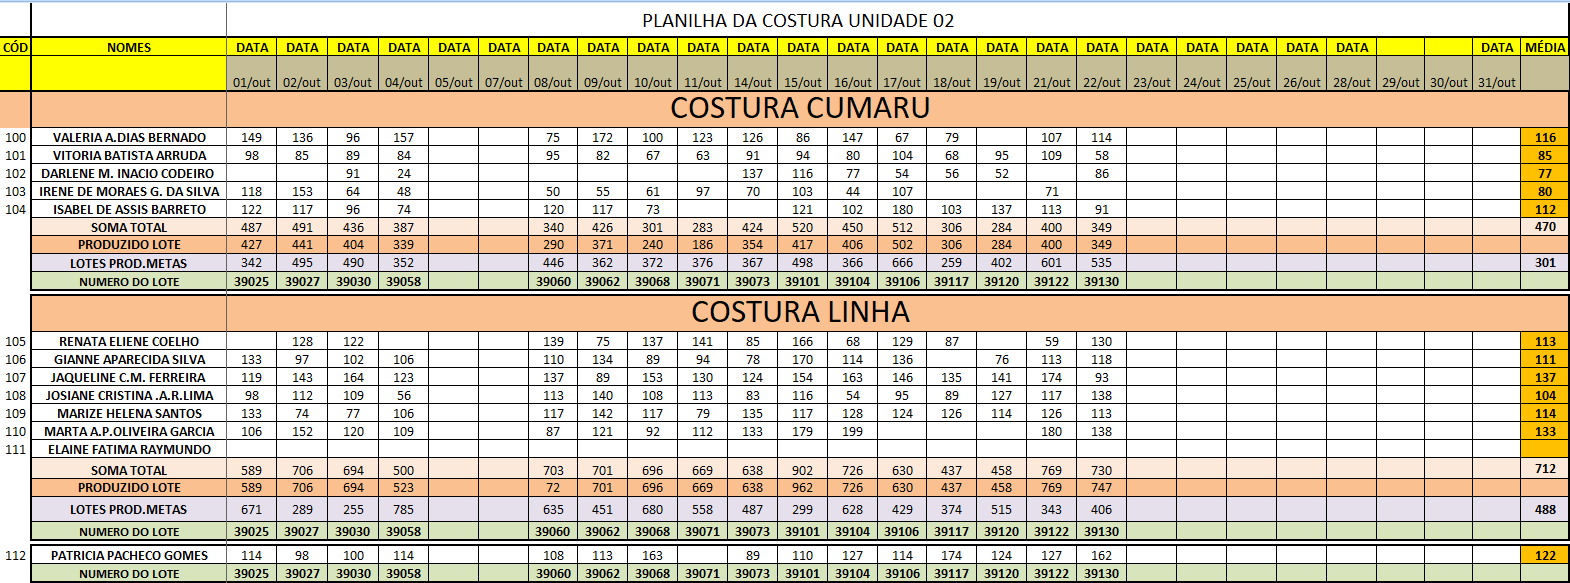 PLANILHA DA COSTURA UNIDADE 02
CÓD NOMES DATA DATA DATA DATA DATA DATA DATA DATA DATA DATA DATA DATA DATA DATA DATA DATA DATA DATA DATA DATA DATA DATA DATA DATA MÉDIA
01/out 02/out 03/out 04/out 05/out 07/out 08/out 09/out 10/out 11/out 14/out 15/out 16/out 17/out 18/out 19/out 21/out 22/out 23/out 24/out 25/out 26/out 28/out 29/out 30/out 31/out
COSTURA CUMARU
100 VALERIA A.DIAS BERNADO 149 136 96 157 75 172 100 123 126 86 147 67 79 107 114 116
101 VITORIA BATISTA ARRUDA 98 85 89 84 95 82 67 63 91 94 80 104 68 95 109 58 85
102 DARLENE M. INACIO CODEIRO 91 24 137 116 77 54 56 52 86 77
103 IRENE DE MORAES G. DA SILVA 118 153 64 48 50 55 61 97 70 103 44 107 71 80
104 ISABEL DE ASSIS BARRETO 122 117 96 74 120 117 73 121 102 180 103 137 113 91 112
SOMA TOTAL 487 491 436 387 340 426 301 283 424 520 450 512 306 284 400 349 470
PRODUZIDO LOTE 427 441 404 339 290 371 240 186 354 417 406 502 306 284 400 349
LOTES PROD.METAS 342 495 490 352 446 362 372 376 367 498 366 666 259 402 601 535 301
NUMERO DO LOTE 39025 39027 39030 39058 39060 39062 39068 39071 39073 39101 39104 39106 39117 39120 39122 39130
COSTURA LINHA
105 RENATA ELIENE COELHO 128 122 139 75 137 141 85 166 68 129 87 59 130 113
106 GIANNE APARECIDA SILVA 133 97 102 106 110 134 89 94 78 170 114 136 76 113 118 111
107 JAQUELINE C.M. FERREIRA 119 143 164 123 137 89 153 130 124 154 163 146 135 141 174 93 137
108 JOSIANE CRISTINA .A.R.LIMA 98 112 109 56 113 140 108 113 83 116 54 95 89 127 117 138 104
109 MARIZE HELENA SANTOS 133 74 77 106 117 142 117 79 135 117 128 124 126 114 126 113 114
110 MARTA A.P.OLIVEIRA GARCIA 106 152 120 109 87 121 92 112 133 179 199 180 138 133
111 ELAINE FATIMA RAYMUNDO
SOMA TOTAL 589 706 694 500 703 701 696 669 638 902 726 630 437 458 769 730 712
PRODUZIDO LOTE 589 706 694 523 72 701 696 669 638 962 726 630 437 458 769 747
LOTES PROD.METAS 671 289 255 785 635 451 680 558 487 299 628 429 374 515 343 406 488
NUMERO DO LOTE 39025 39027 39030 39058 39060 39062 39068 39071 39073 39101 39104 39106 39117 39120 39122 39130
112 PATRICIA PACHECO GOMES 114 98 100 114 108 113 163 89 110 127 114 174 124 127 162 122
NUMERO DO LOTE 39025 39027 39030 39058 39060 39062 39068 39071 39073 39101 39104 39106 39117 39120 39122 39130